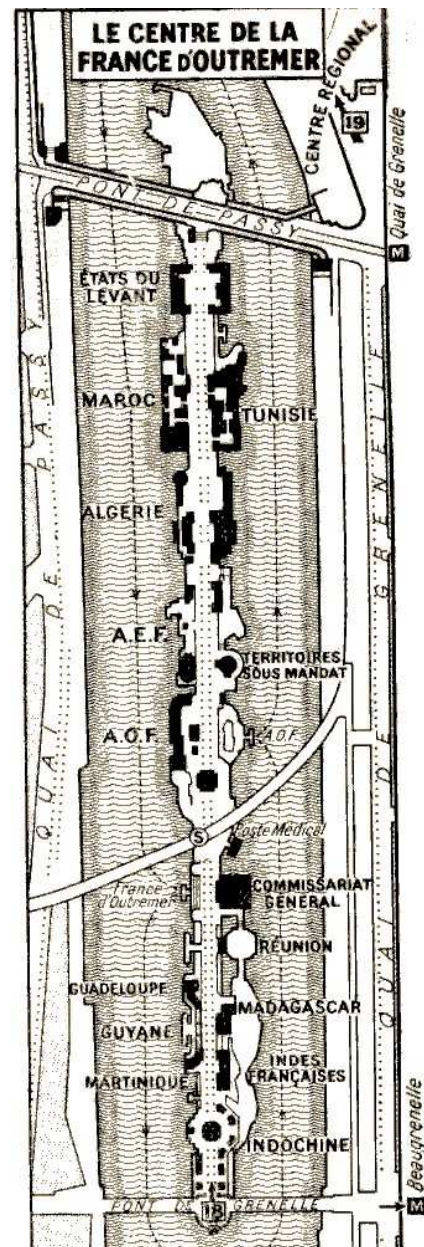 LE CENTRE DE LA
FRANCE D'OUTREMER
CENTRE RÉGIONAL
19
Quai de Grenelle
M
PONT DE PASSY
ÉTATS DU
LEVANT
MAROC
TUNISIE
ALGÉRIE
QUAI DE PASSY
QUAI DE GRENELLE
A.E.F.
TERRITOIRES
SOUS MANDAT
A.O.F.
A.O.F.
S
Poste Médical
France
d'Outremer
COMMISSARIAT
GÉNÉRAL
RÉUNION
GUADELOUPE
MADAGASCAR
GUYANE
INDES
FRANÇAISES
MARTINIQUE
INDOCHINE
Beaugrenelle
PONT DE GRENELLE
18
M